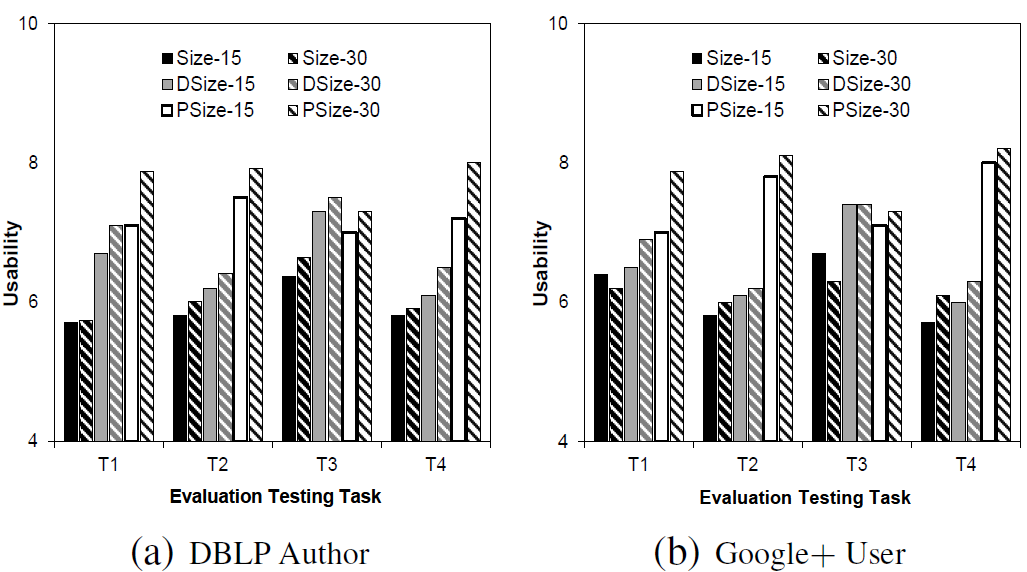 10
8
6
4
Usability
Size-15 Size-30
DSize-15 DSize-30
PSize-15 PSize-30
T1 T2 T3 T4
Evaluation Testing Task
(a) DBLP Author
10
8
6
4
Usability
Size-15 Size-30
DSize-15 DSize-30
PSize-15 PSize-30
T1 T2 T3 T4
Evaluation Testing Task
(b) Google+ User